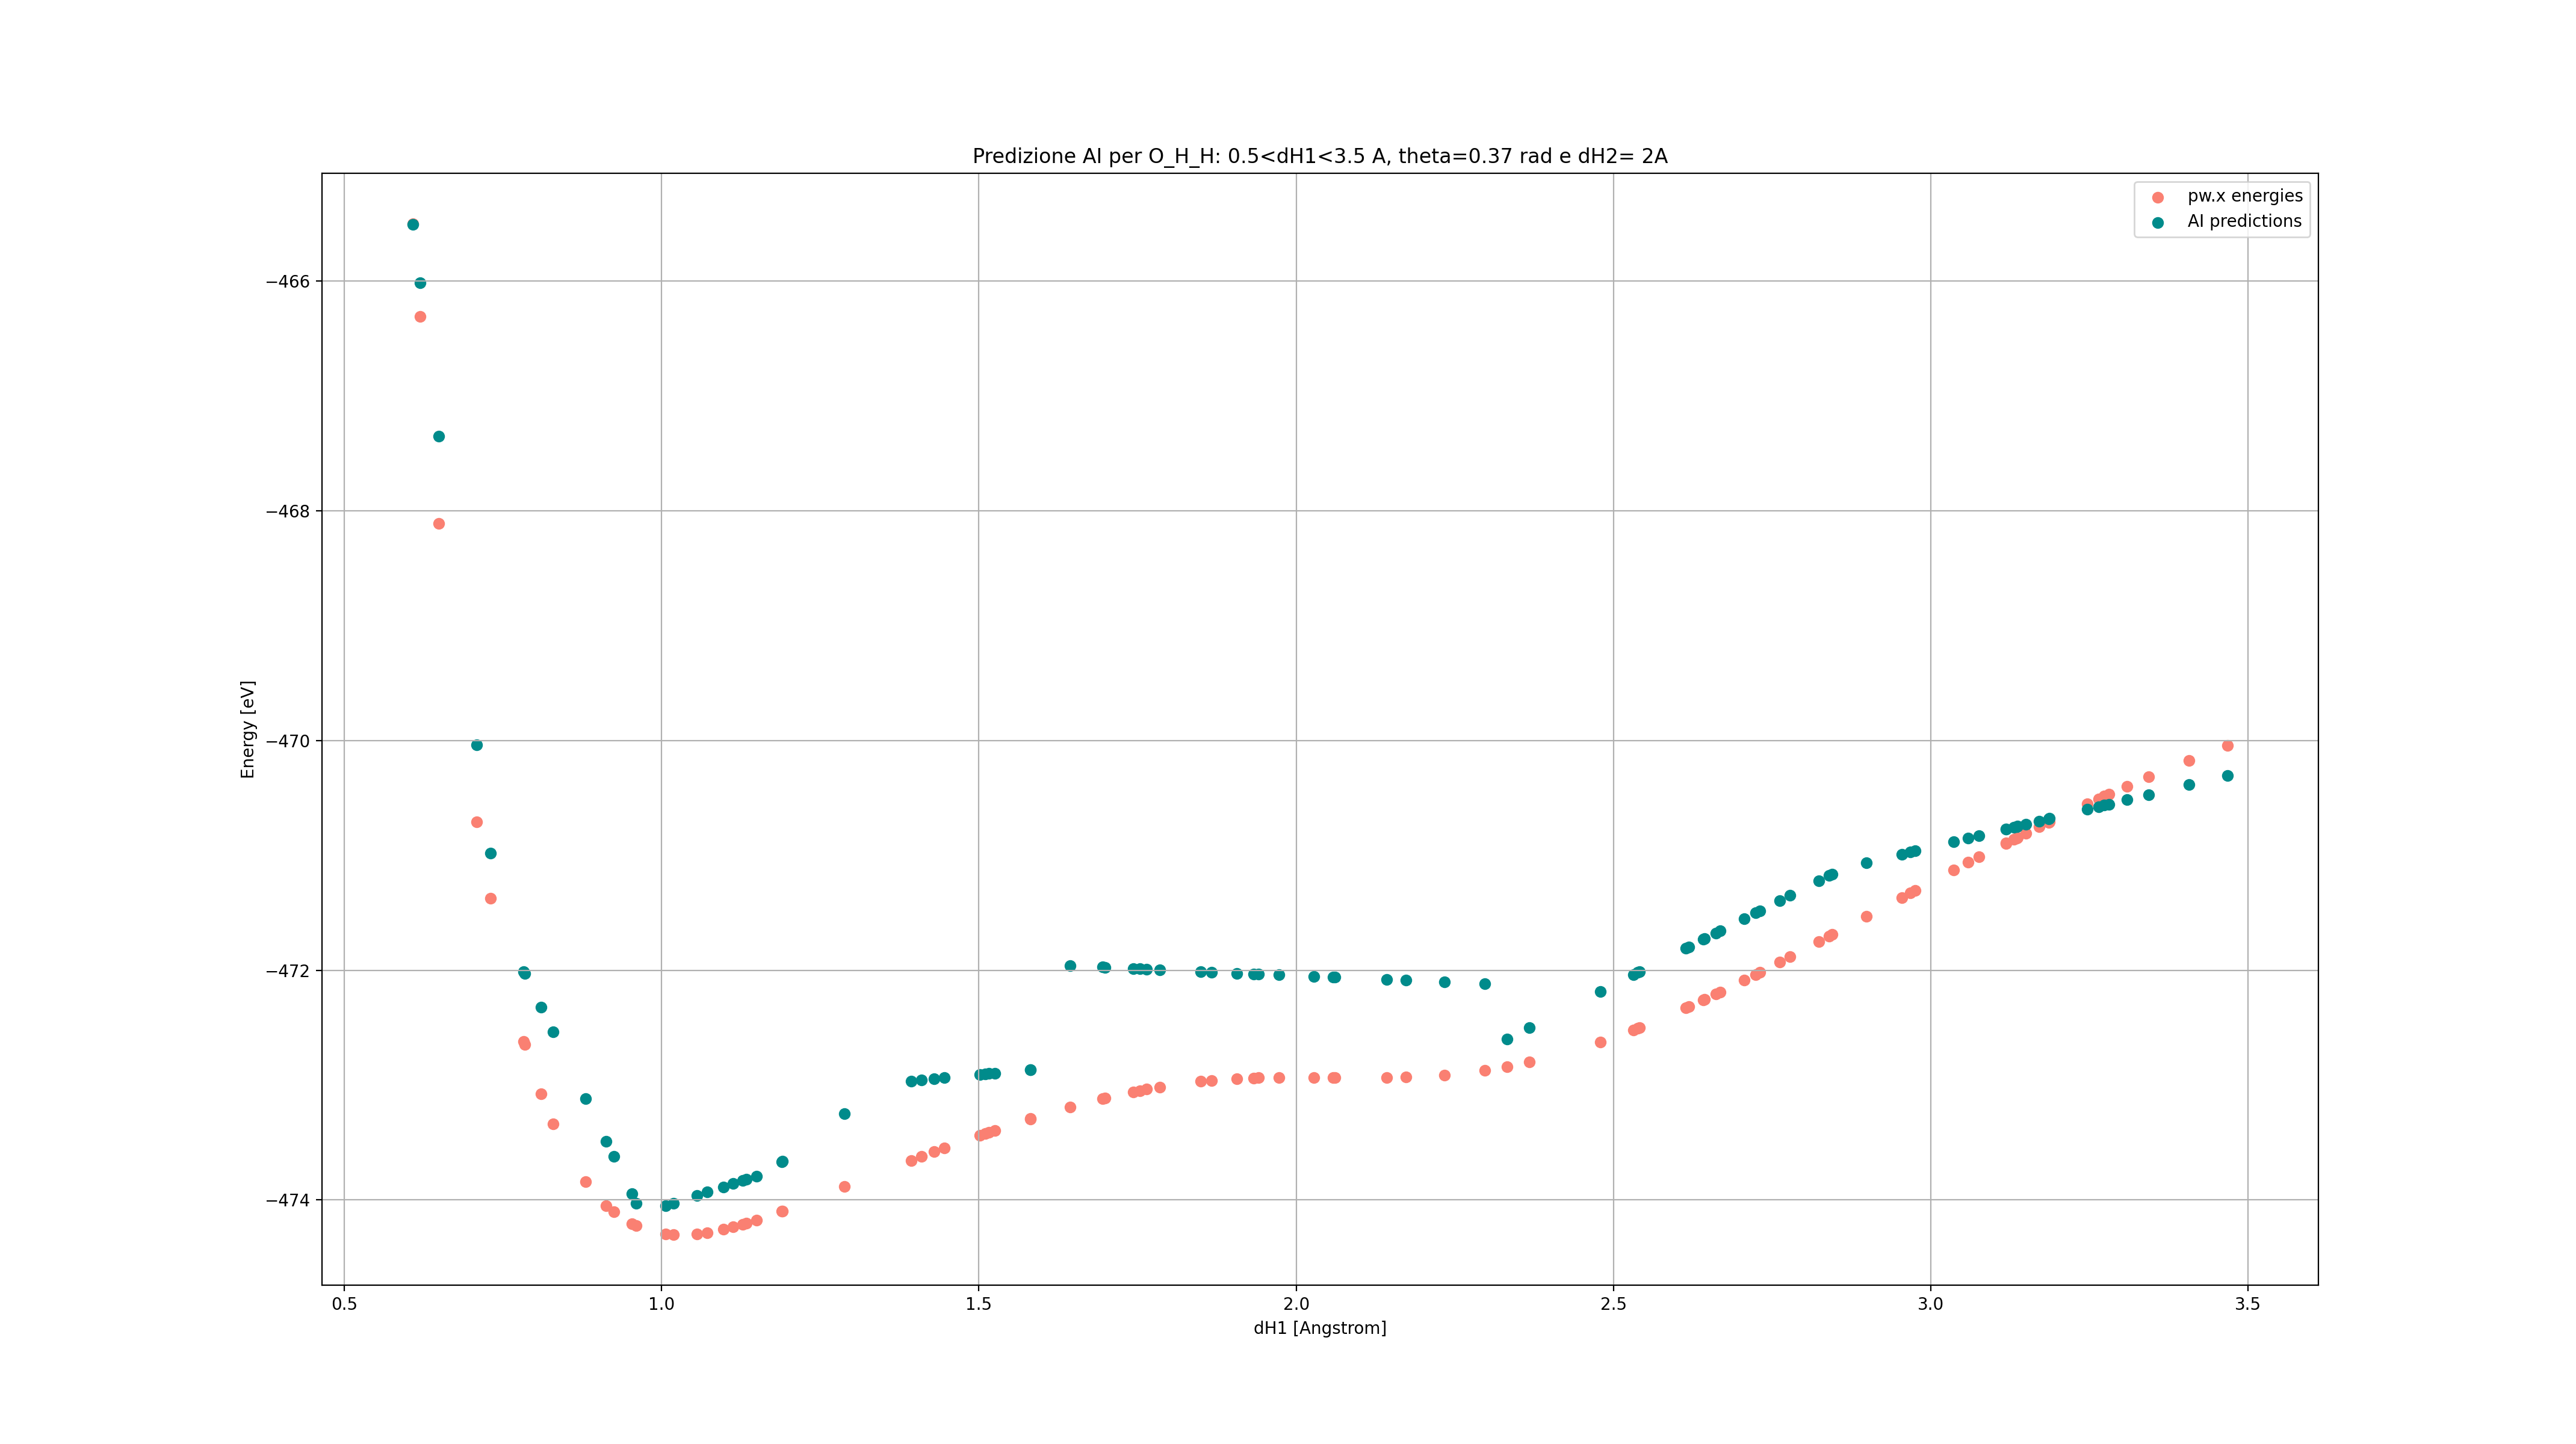 Predizione AI per O_H_H: 0.5<dH1<3.5 A, theta=0.37 rad e dH2= 2A
pw.x energies
AI predictions
−466
−468
−470
−472
−474
Energy [eV]
0.5 1.0 1.5 2.0 2.5 3.0 3.5
dH1 [Angstrom]